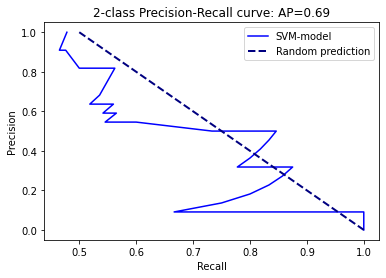 2-class Precision-Recall curve: AP=0.69
SVM-model
Random prediction
Precision
1.0
0.8
0.6
0.4
0.2
0.0
0.5 0.6 0.7 0.8 0.9 1.0
Recall